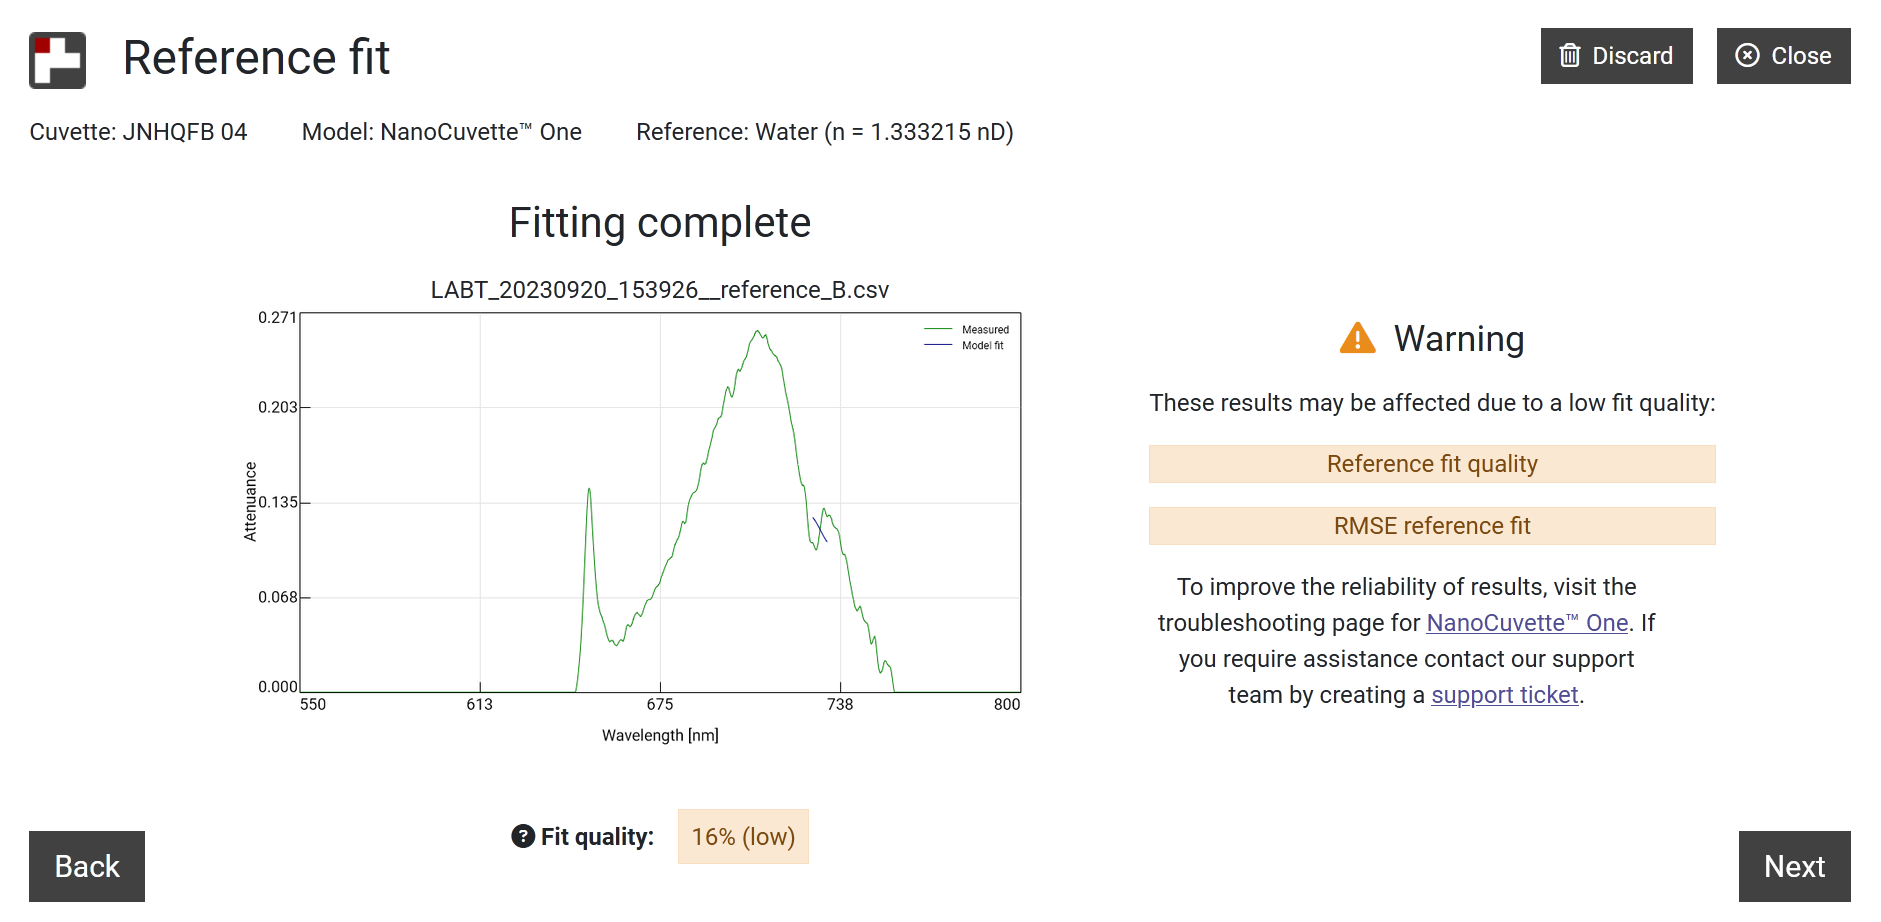 Reference fit
Discard
Close
Cuvette: JNHQFB 04
Model: NanoCuvette™ One
Reference: Water (n = 1.333215 nD)
Fitting complete
LABT_20230920_153926__reference_B.csv
0.271
0.203
0.135
0.068
0.000
Attenuance
Measured
Model fit
550
613
675
738
800
Wavelength [nm]
Warning
These results may be affected due to a low fit quality:
Reference fit quality
RMSE reference fit
To improve the reliability of results, visit the
troubleshooting page for NanoCuvette™ One. If
you require assistance contact our support
team by creating a support ticket.
? Fit quality:
16% (low)
Back
Next